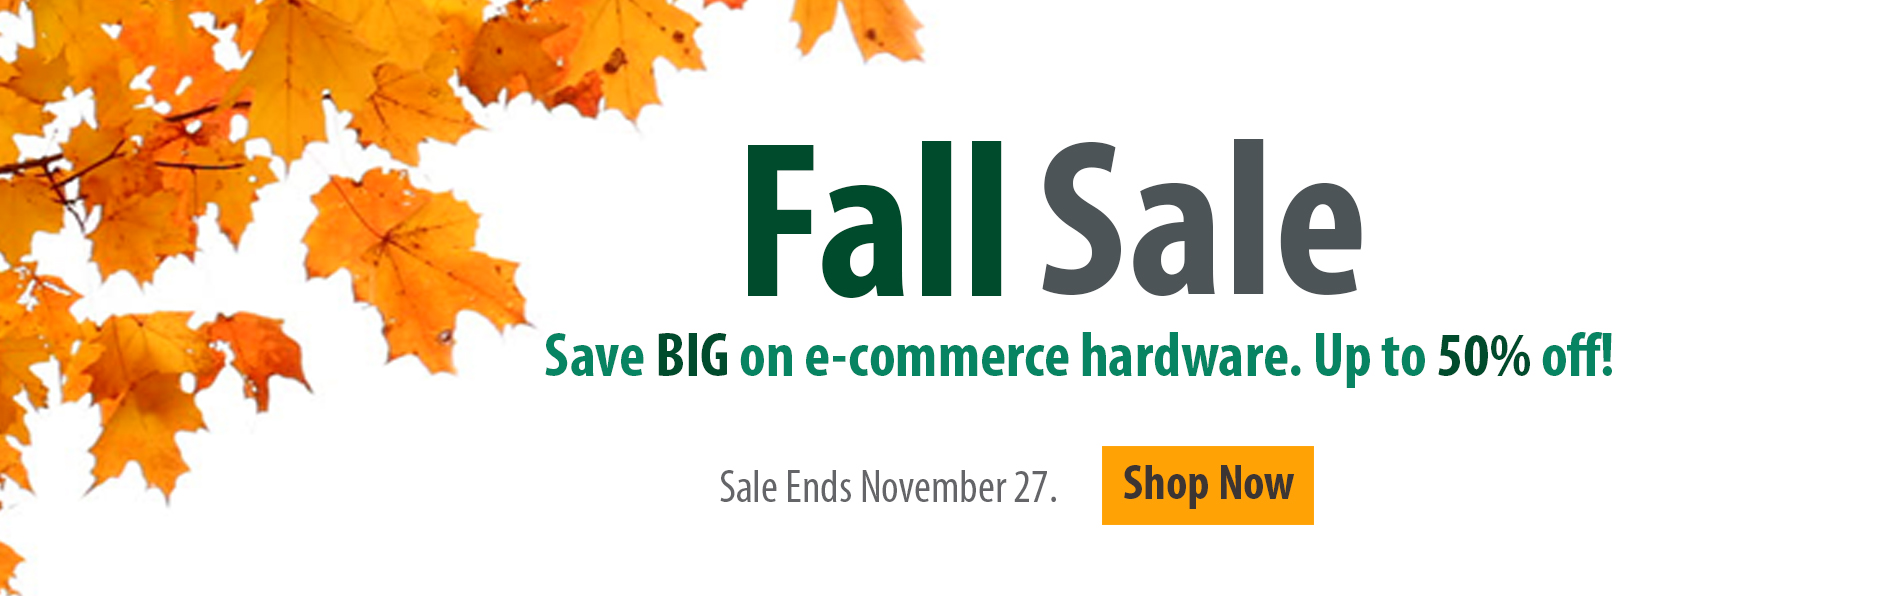 Fall Sale
Save BIG on e-commerce hardware. Up to 50% off!
Sale Ends November 27.
Shop Now